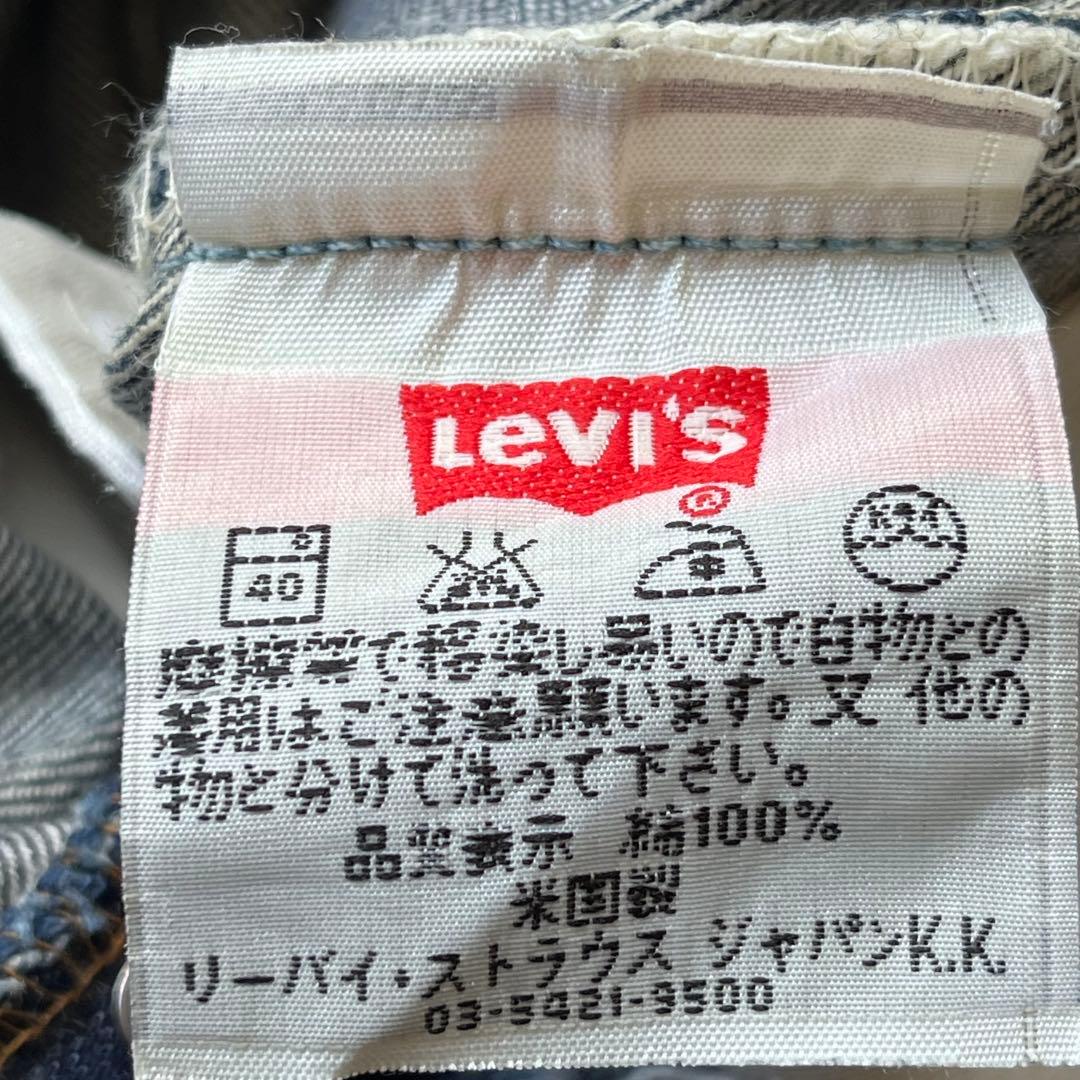 Levi's
®
40
摩擦等で移染し易いので白物との
着用はご注意願います。又 他の
物と分けて洗って下さい。
品質表示 綿100%
米国製
リーバイ・ストラウス ジャパンK.K.
03-5421-9500